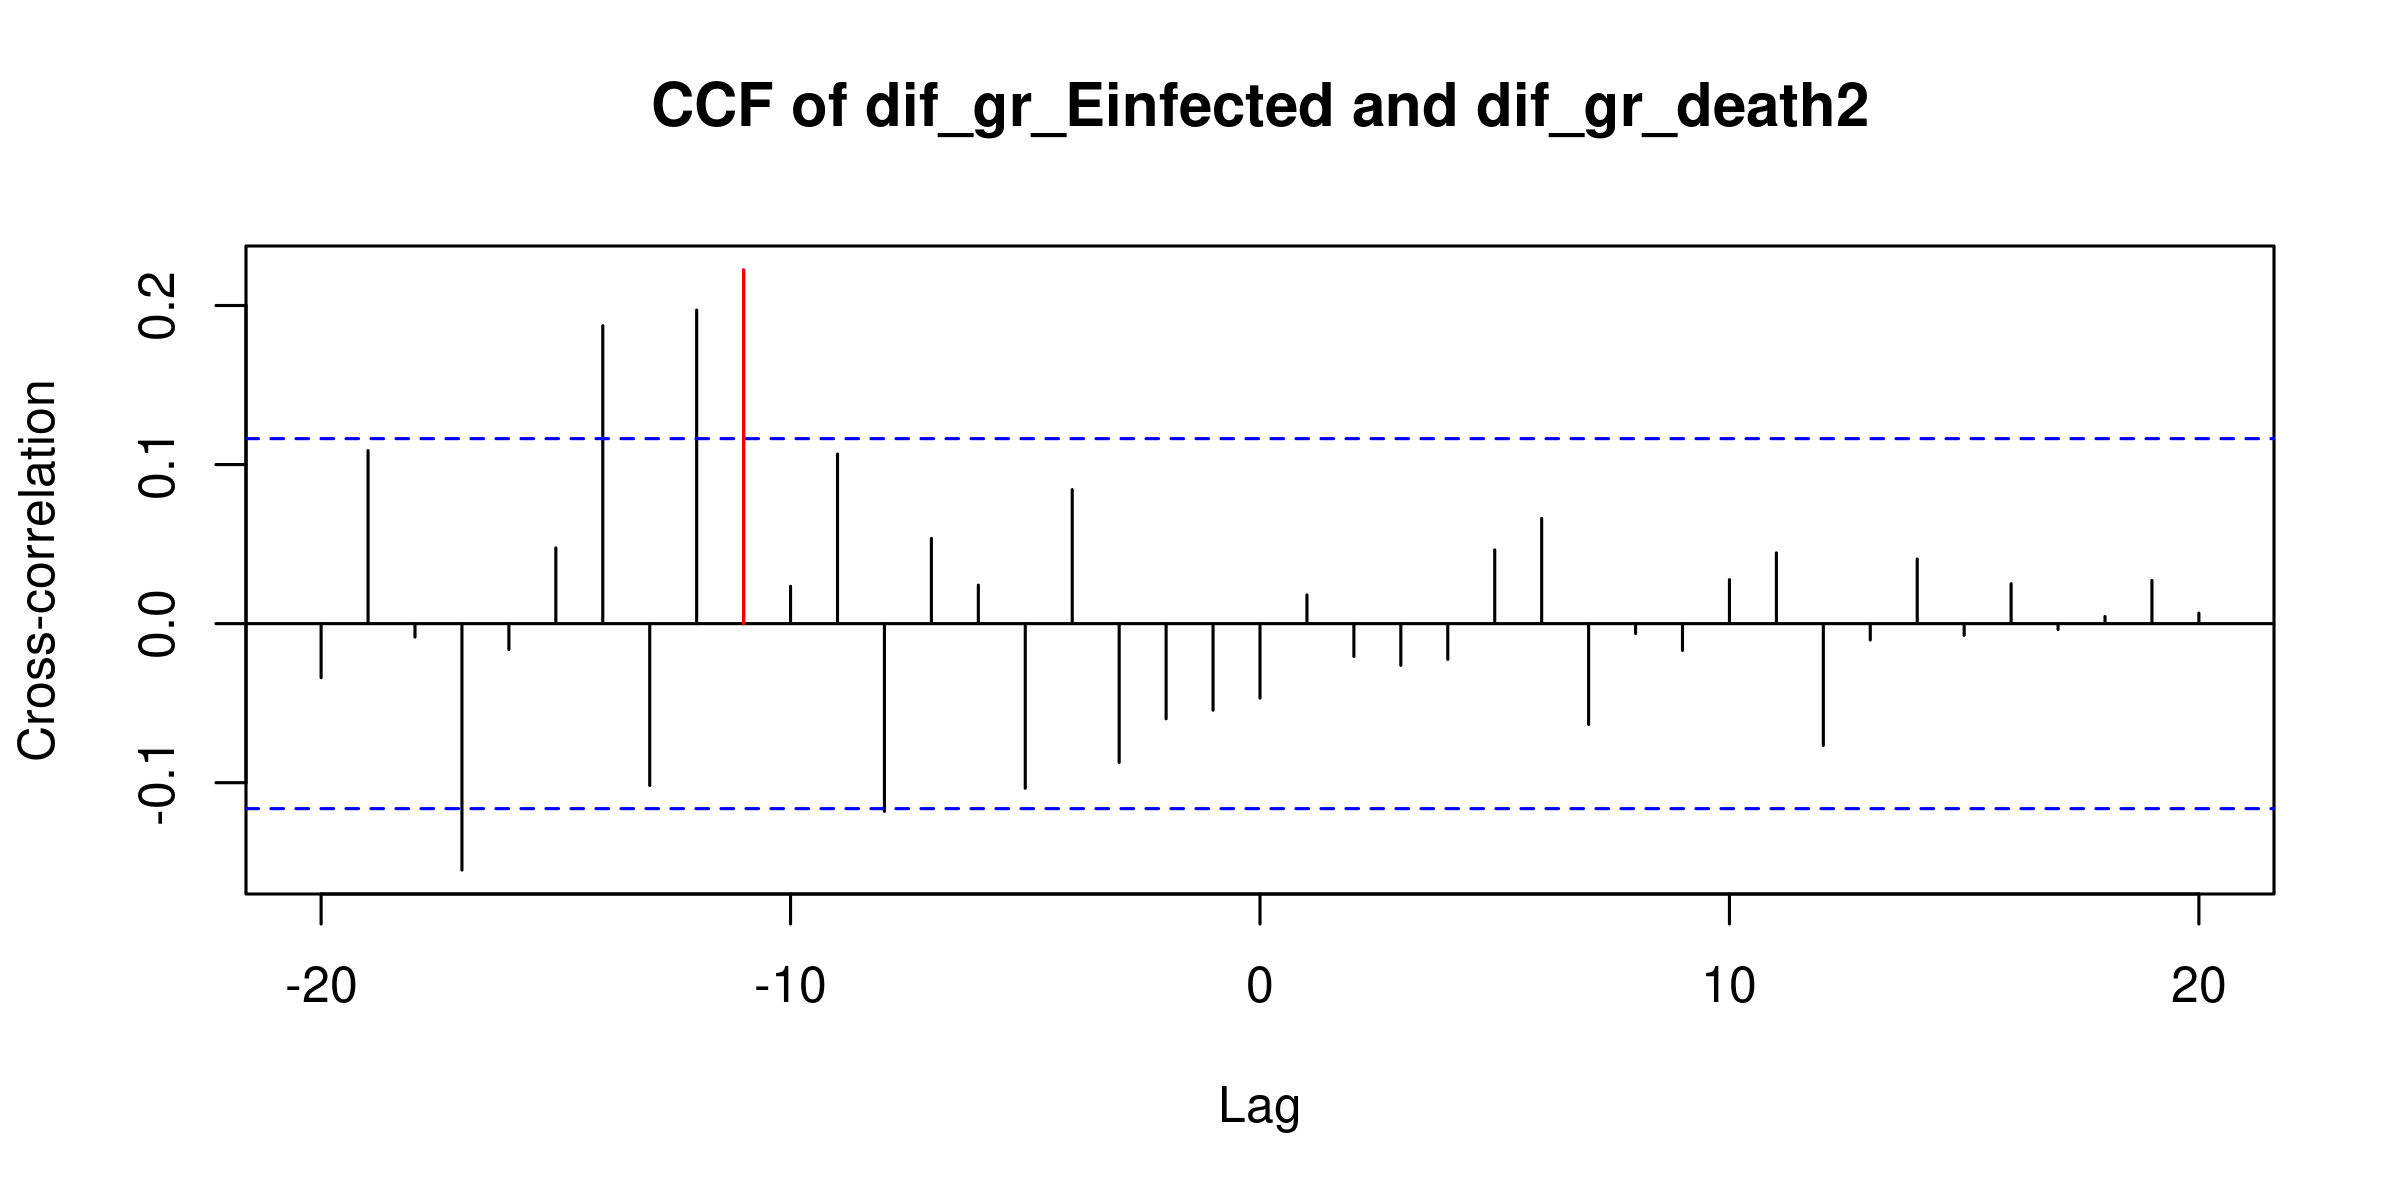 CCF of dif_gr_Einfected and dif_gr_death2
Cross-correlation
0.2
0.1
0.0
-0.1
-20 -10 0 10 20
Lag